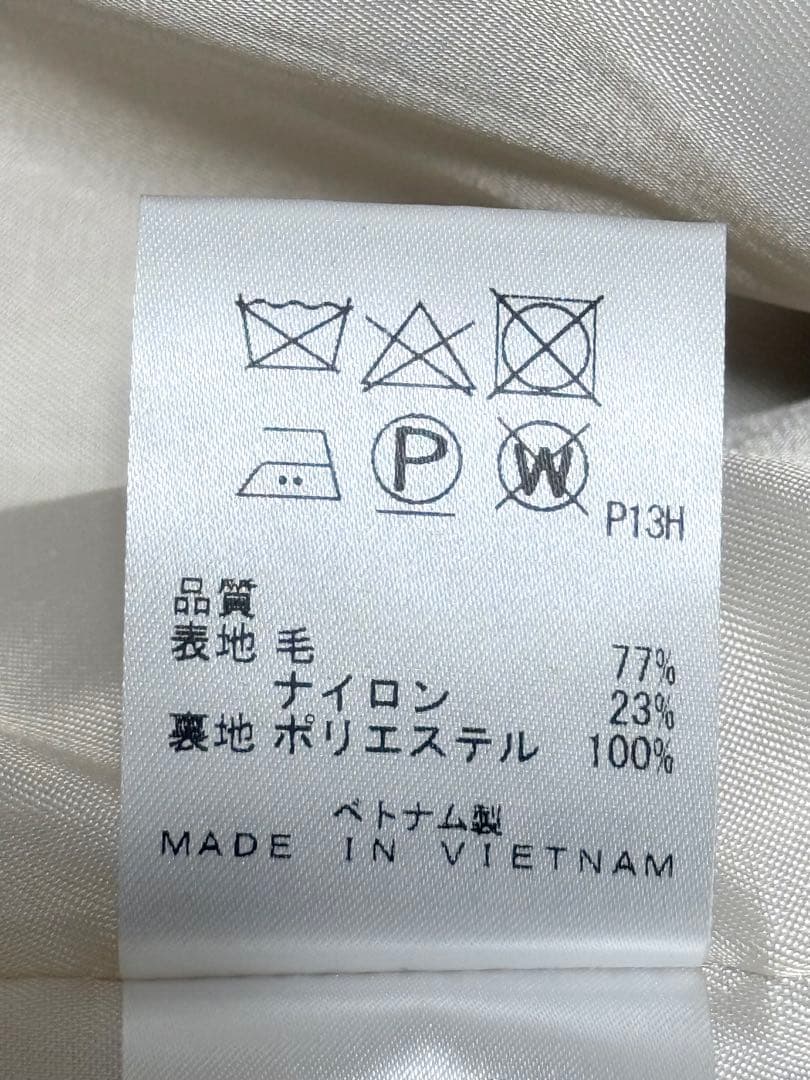 P W P13H
品質
表地 毛 77%
ナイロン 23%
裏地 ポリエステル 100%
ベトナム製
MADE IN VIETNAM